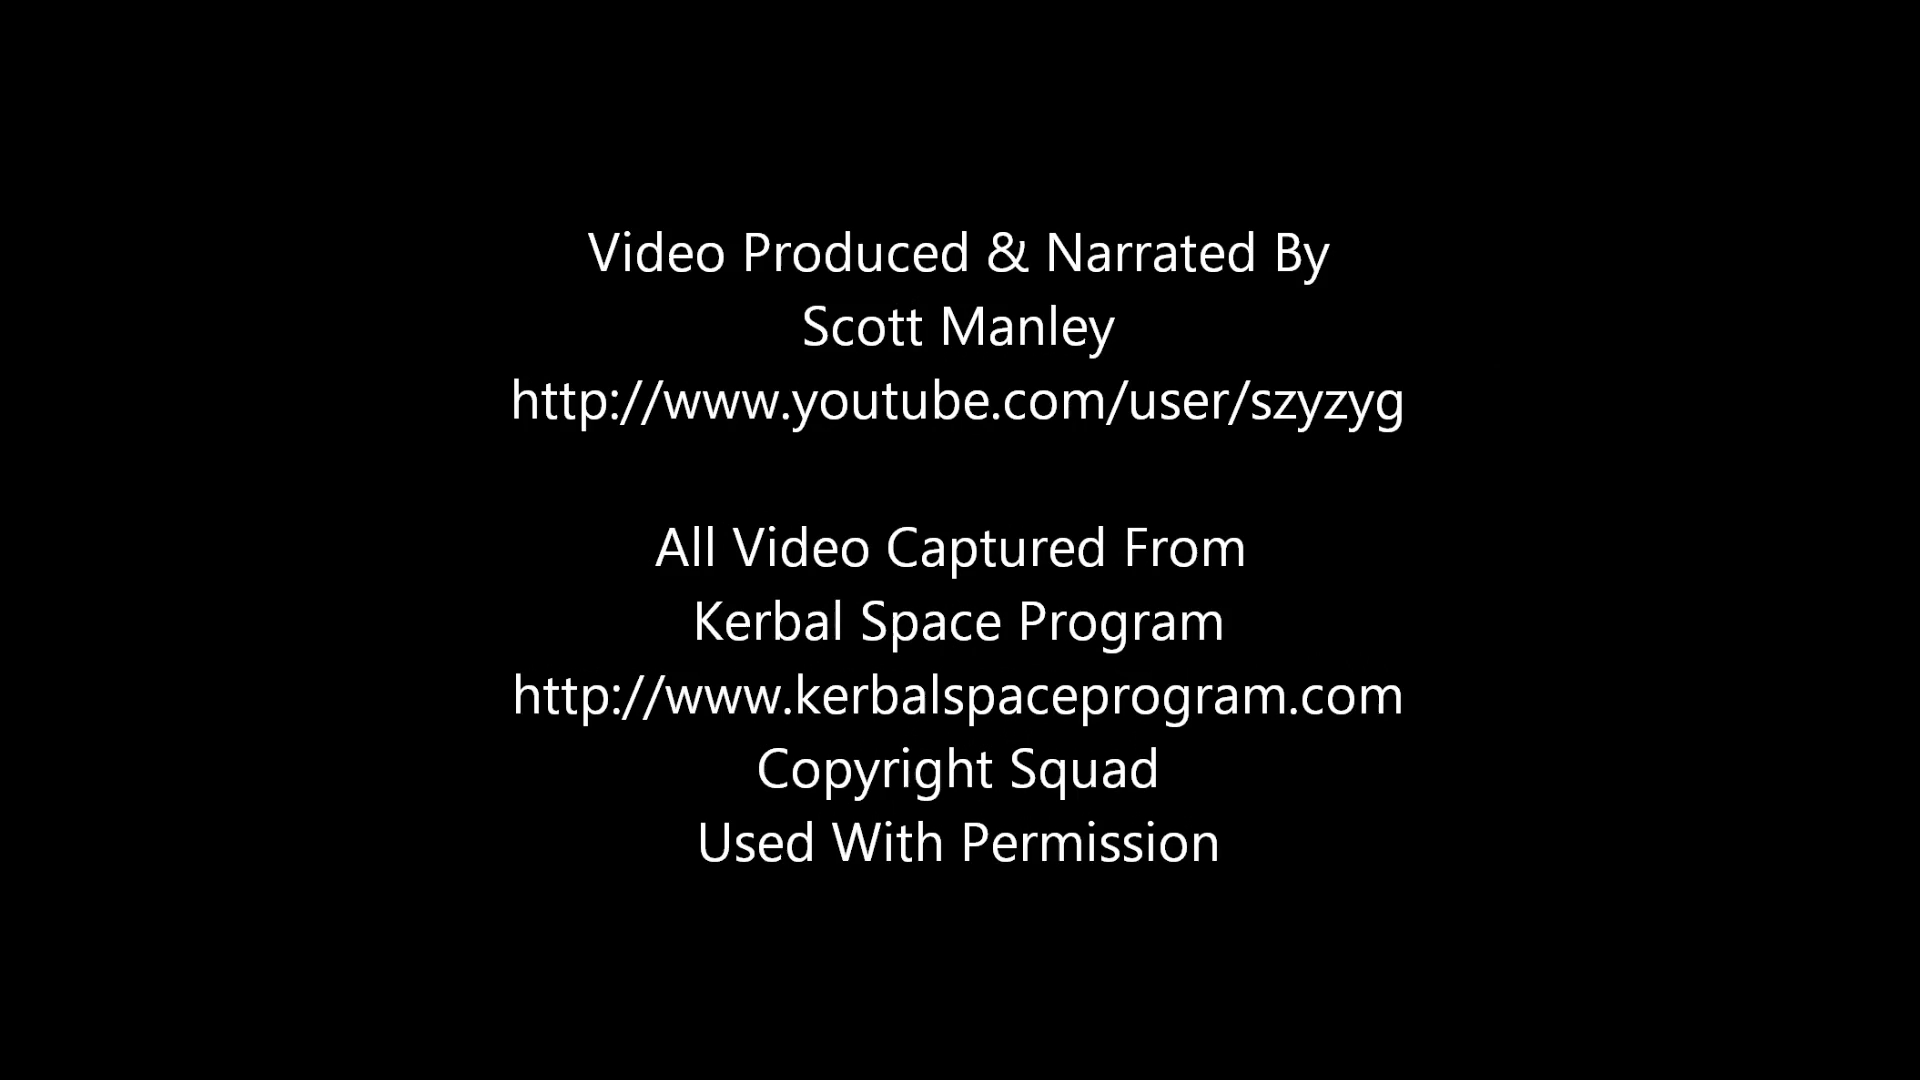 Video Produced & Narrated By
Scott Manley
http://www.youtube.com/user/szyzyg
All Video Captured From
Kerbal Space Program
http://www.kerbalspaceprogram.com
Copyright Squad
Used With Permission